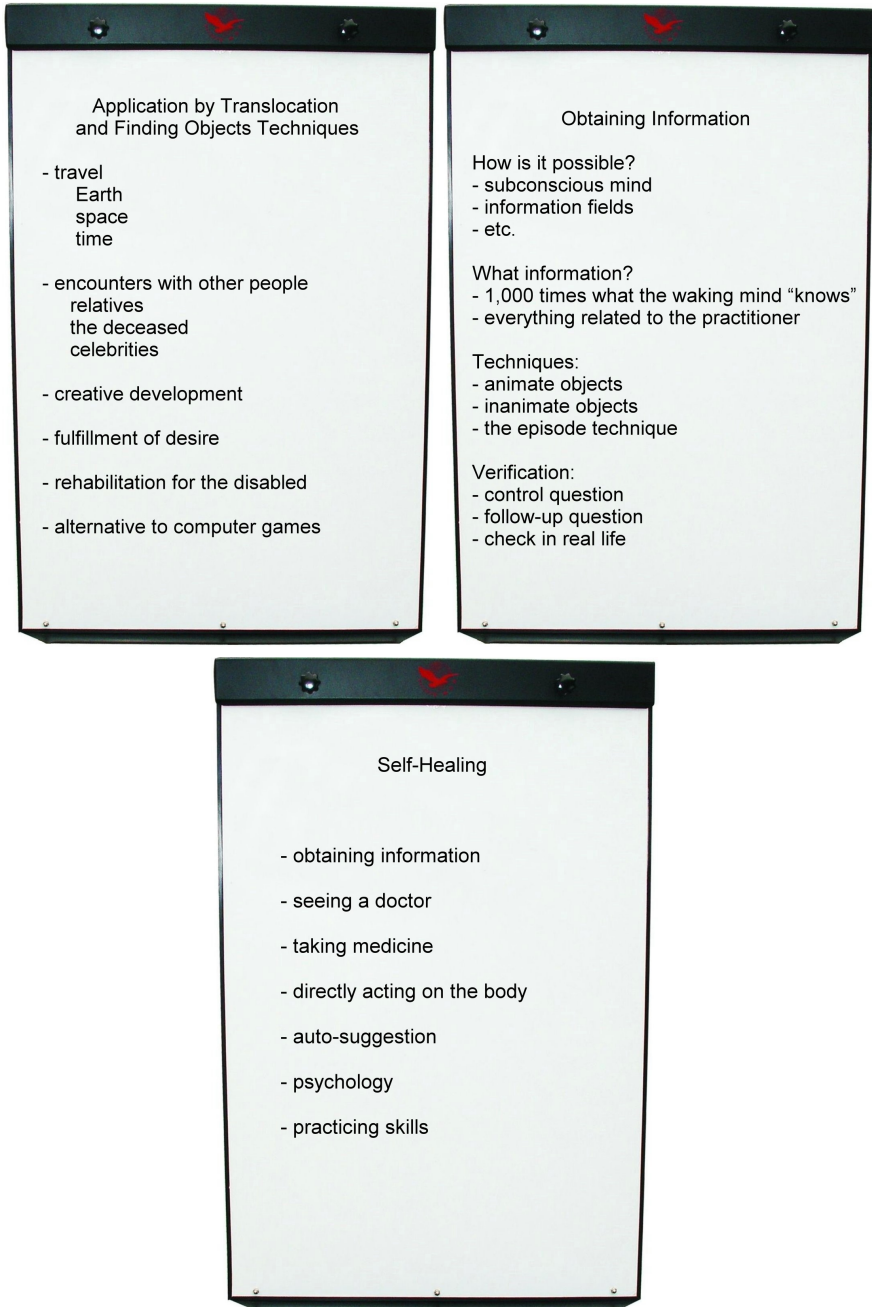 Application by Translocation
and Finding Objects Techniques
- travel
Earth
space
time
- encounters with other people
relatives
the deceased
celebrities
- creative development
- fulfillment of desire
- rehabilitation for the disabled
- alternative to computer games
Obtaining Information
How is it possible?
- subconscious mind
- information fields
- etc.
What information?
- 1,000 times what the waking mind “knows”
- everything related to the practitioner
Techniques:
- animate objects
- inanimate objects
- the episode technique
Verification:
- control question
- follow-up question
- check in real life
Self-Healing
- obtaining information
- seeing a doctor
- taking medicine
- directly acting on the body
- auto-suggestion
- psychology
- practicing skills